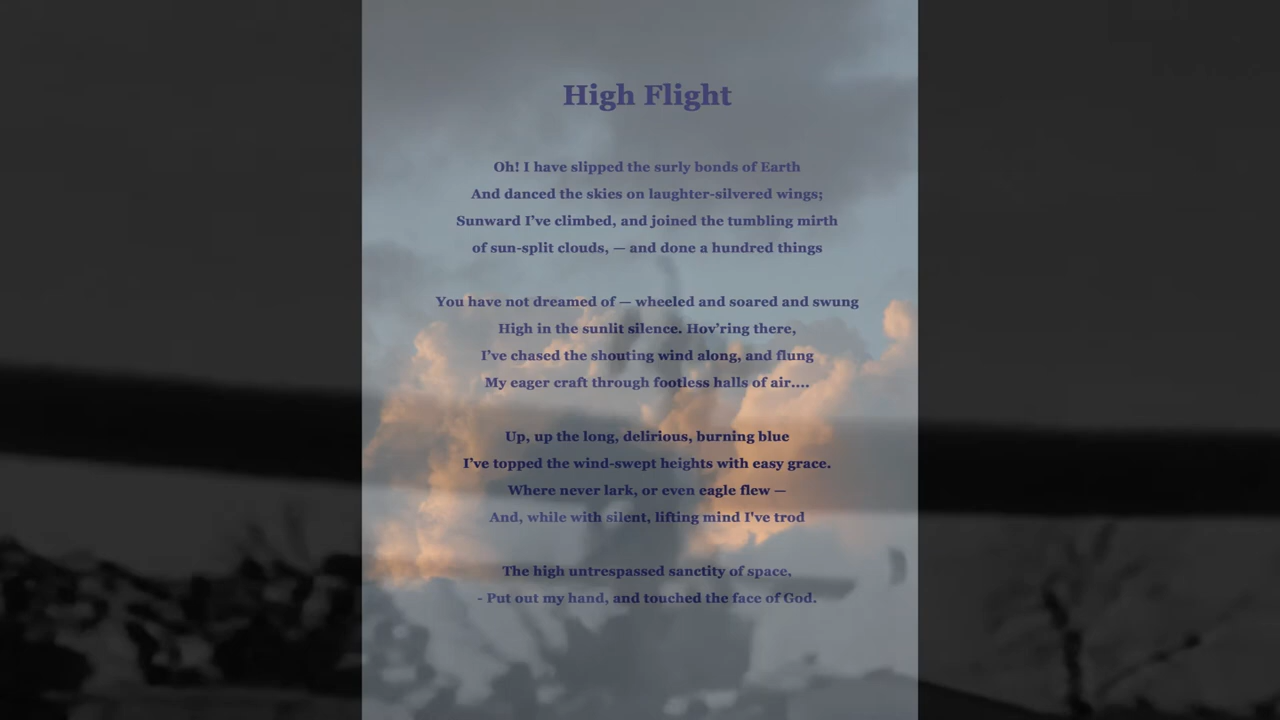 High Flight
Oh! I have slipped the surly bonds of Earth
And danced the skies on laughter-silvered wings;
Sunward I’ve climbed, and joined the tumbling mirth
of sun-split clouds, — and done a hundred things
You have not dreamed of — wheeled and soared and swung
High in the sunlit silence. Hov’ring there,
I’ve chased the shouting wind along, and flung
My eager craft through footless halls of air....
Up, up the long, delirious, burning blue
I’ve topped the wind-swept heights with easy grace.
Where never lark, or even eagle flew —
And, while with silent, lifting mind I've trod
The high untrespassed sanctity of space,
- Put out my hand, and touched the face of God.